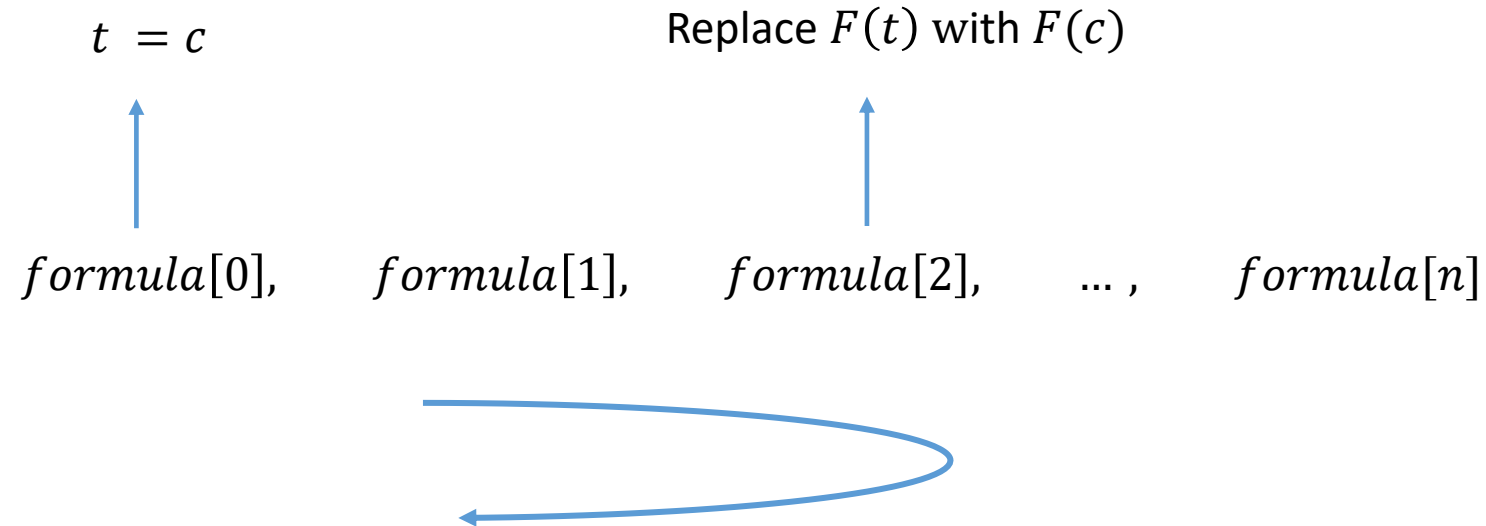 t = c
Replace F(t) with F(c)
formula[0], formula[1], formula[2], ... , formula[n]